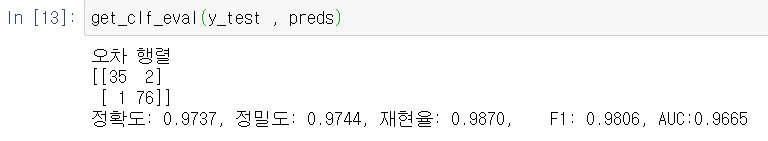 In [13]: get_clf_eval(y_test , preds)
오차 행렬
[[35  2]
 [ 1 76]]
정확도: 0.9737, 정밀도: 0.9744, 재현율: 0.9870,    F1: 0.9806, AUC:0.9665